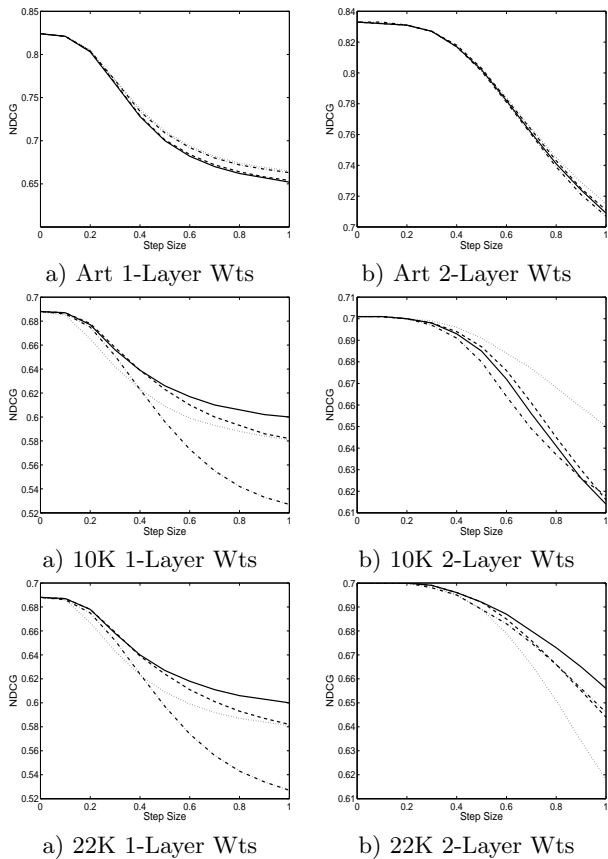 0.85
0.8
0.75
0.7
0.65
NDCG
0 0.2 0.4 0.6 0.8 1
Step Size
a) Art 1-Layer Wts
0.84
0.82
0.8
0.78
0.76
0.74
0.72
0.7
NDCG
0 0.2 0.4 0.6 0.8 1
Step Size
b) Art 2-Layer Wts
0.7
0.68
0.66
0.64
0.62
0.6
0.58
0.56
0.54
0.52
NDCG
0 0.2 0.4 0.6 0.8 1
Step Size
a) 10K 1-Layer Wts
0.71
0.7
0.69
0.68
0.67
0.66
0.65
0.64
0.63
0.62
0.61
NDCG
0 0.2 0.4 0.6 0.8 1
Step Size
b) 10K 2-Layer Wts
0.7
0.68
0.66
0.64
0.62
0.6
0.58
0.56
0.54
0.52
NDCG
0 0.2 0.4 0.6 0.8 1
Step Size
a) 22K 1-Layer Wts
0.7
0.69
0.68
0.67
0.66
0.65
0.64
0.63
0.62
0.61
NDCG
0 0.2 0.4 0.6 0.8 1
Step Size
b) 22K 2-Layer Wts